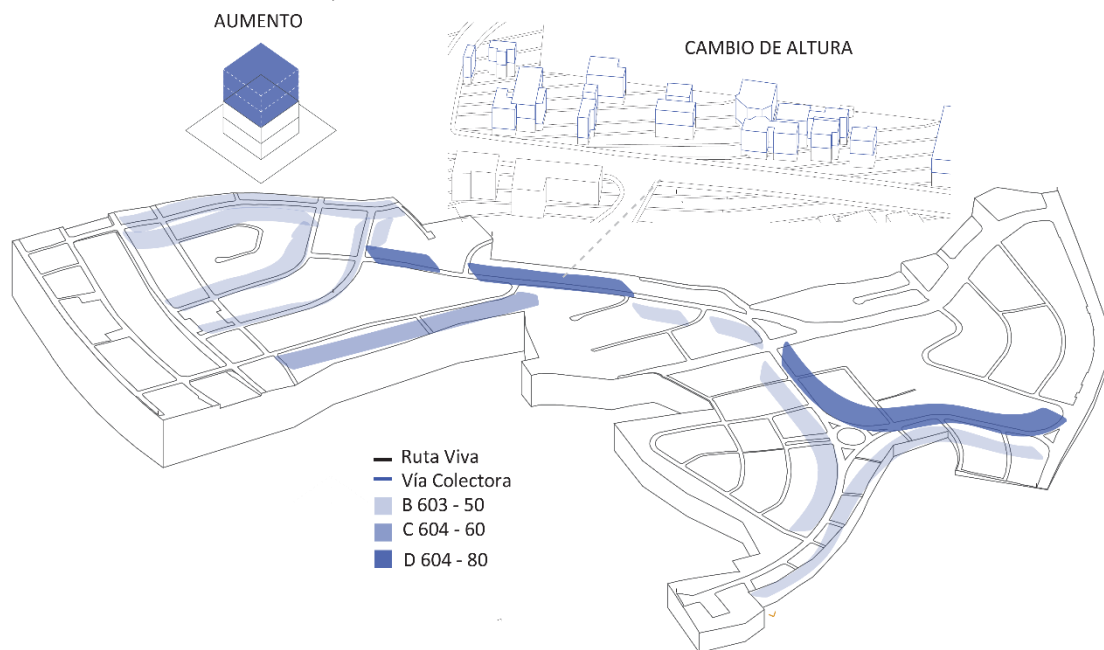 AUMENTO
CAMBIO DE ALTURA
Ruta Viva
Vía Colectora
B 603 - 50
C 604 - 60
D 604 - 80